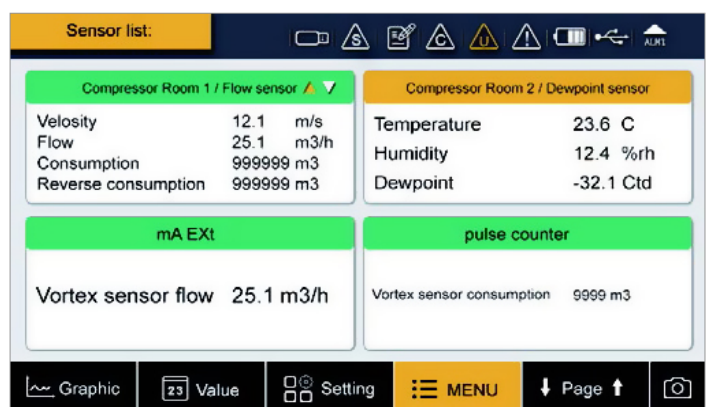 Sensor list:
S C U ! ALM1
Compressor Room 1 / Flow sensor
Velosity 12.1 m/s
Flow 25.1 m3/h
Consumption 999999 m3
Reverse consumption 999999 m3
Compressor Room 2 / Dewpoint sensor
Temperature 23.6 C
Humidity 12.4 %rh
Dewpoint -32.1 Ctd
mA EXt
Vortex sensor flow 25.1 m3/h
pulse counter
Vortex sensor consumption 9999 m3
Graphic 23 Value Setting MENU Page